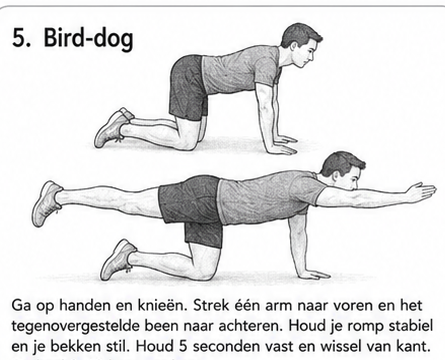 5. Bird-dog
Ga op handen en knieën. Strek één arm naar voren en het
tegenovergestelde been naar achteren. Houd je romp stabiel
en je bekken stil. Houd 5 seconden vast en wissel van kant.